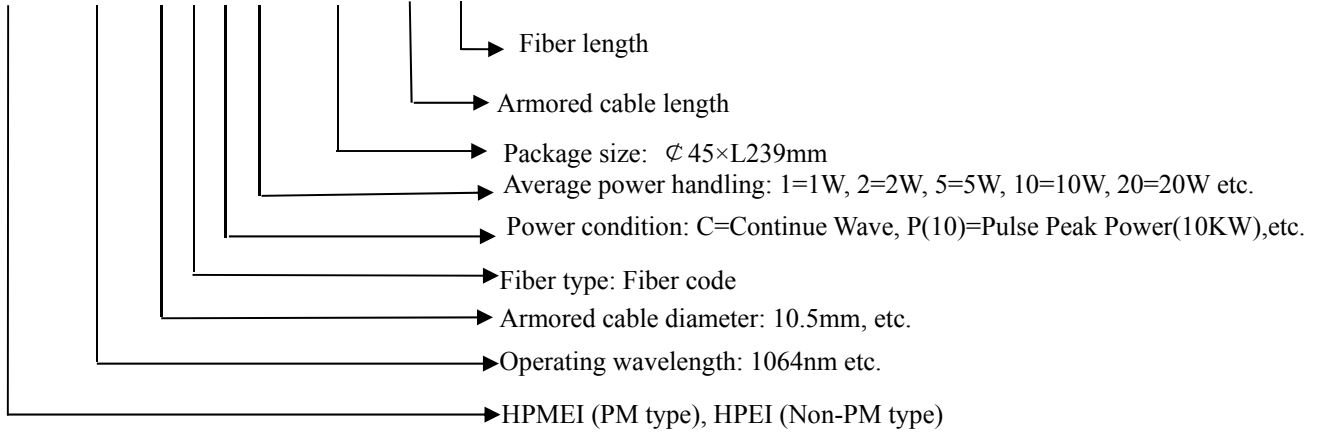 Fiber length
Armored cable length
Package size: ₡ 45×L239mm
Average power handling: 1=1W, 2=2W, 5=5W, 10=10W, 20=20W etc.
Power condition: C=Continue Wave, P(10)=Pulse Peak Power(10KW),etc.
Fiber type: Fiber code
Armored cable diameter: 10.5mm, etc.
Operating wavelength: 1064nm etc.
HPMEI (PM type), HPEI (Non-PM type)